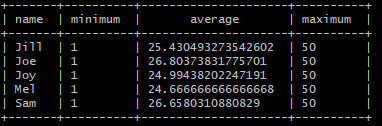 name minimum average maximum
Jill 1 25.430493273542602 50
Joe 1 26.80373831775701 50
Joy 1 24.99438202247191 50
Mel 1 24.666666666666668 50
Sam 1 26.6580310880829 50